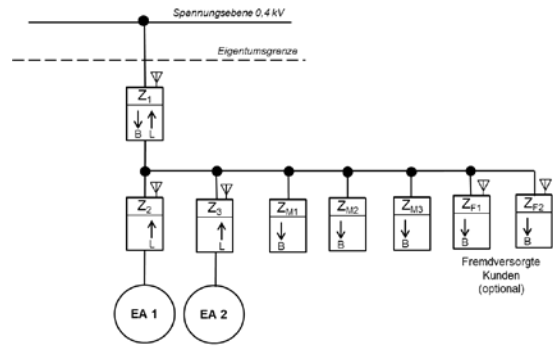 Spannungsebene 0,4 kV
Eigentumsgrenze
Z1
B L
Z2 Z3 ZM1 ZM2 ZM3 ZF1 ZF2
L L B B B B B
EA 1 EA 2
Fremdversorgte
Kunden
(optional)